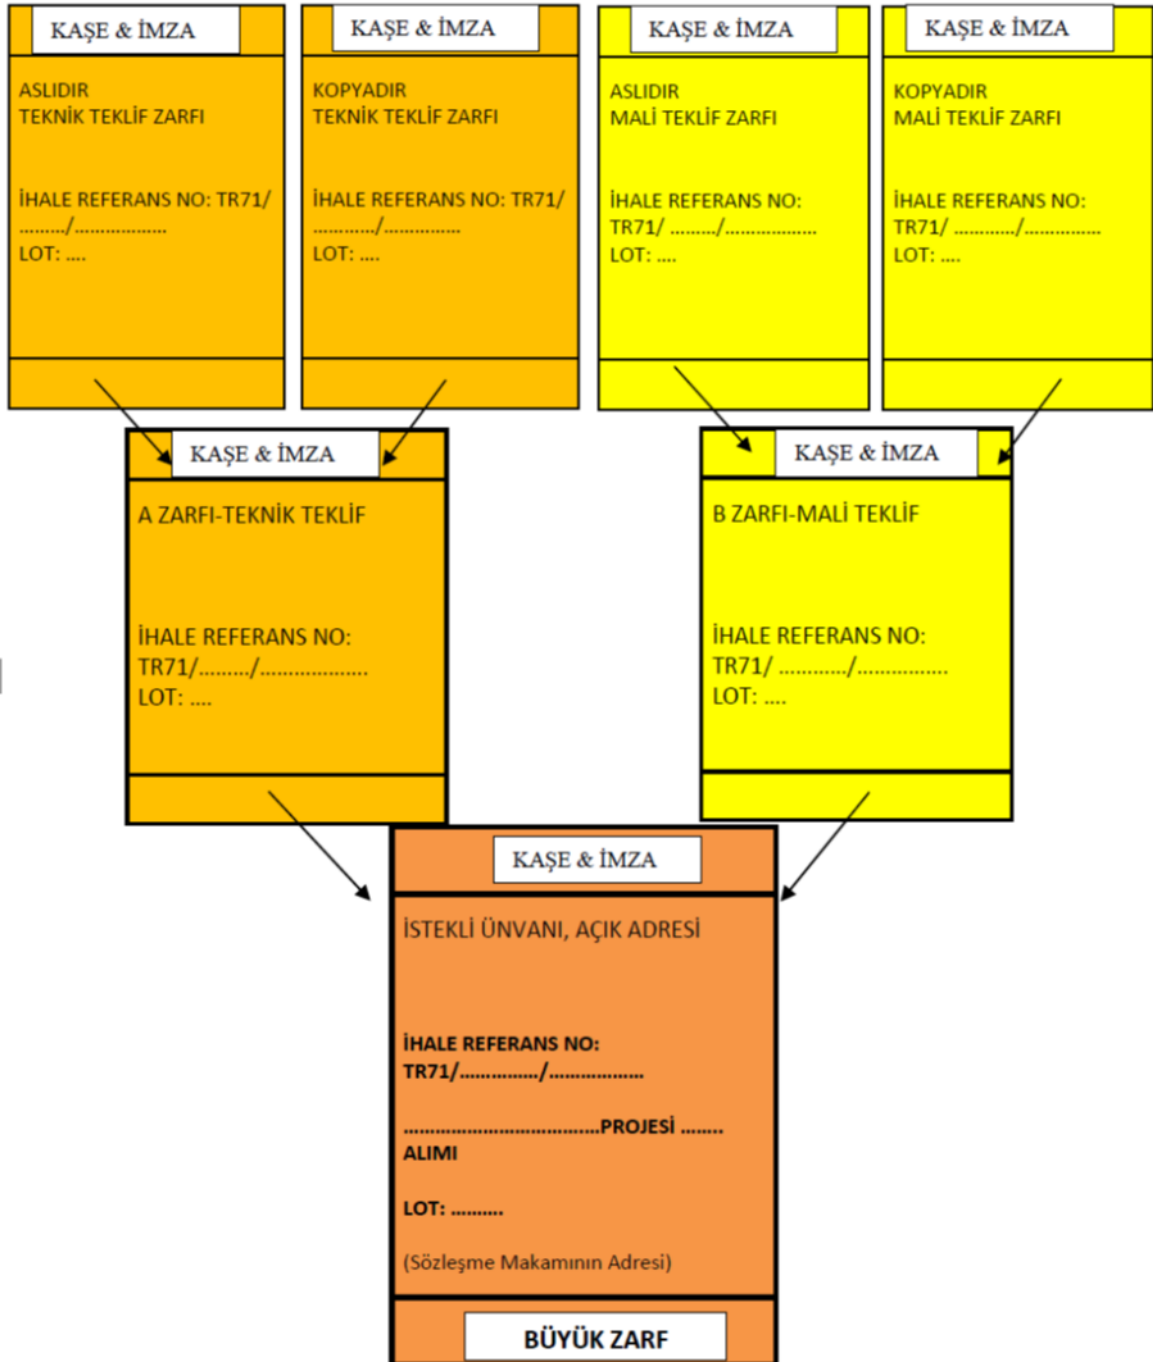 KAŞE & İMZA
ASLIDIR
TEKNİK TEKLİF ZARFI
İHALE REFERANS NO: TR71/
………/………………
LOT: ….
KAŞE & İMZA
KOPYADIR
TEKNİK TEKLİF ZARFI
İHALE REFERANS NO: TR71/
…………/……………
LOT: ….
KAŞE & İMZA
ASLIDIR
MALİ TEKLİF ZARFI
İHALE REFERANS NO:
TR71/ ………/………………
LOT: ….
KAŞE & İMZA
KOPYADIR
MALİ TEKLİF ZARFI
İHALE REFERANS NO:
TR71/ …………/……………
LOT: ….
KAŞE & İMZA
A ZARFI-TEKNİK TEKLİF
İHALE REFERANS NO:
TR71/………/………………..
LOT: ….
KAŞE & İMZA
B ZARFI-MALİ TEKLİF
İHALE REFERANS NO:
TR71/ …………/……………..
LOT: ….
KAŞE & İMZA
İSTEKLİ ÜNVANI, AÇIK ADRESİ
İHALE REFERANS NO:
TR71/……………/………………
………………………………PROJESİ ……..
ALIMI
LOT: ……….
(Sözleşme Makamının Adresi)
BÜYÜK ZARF